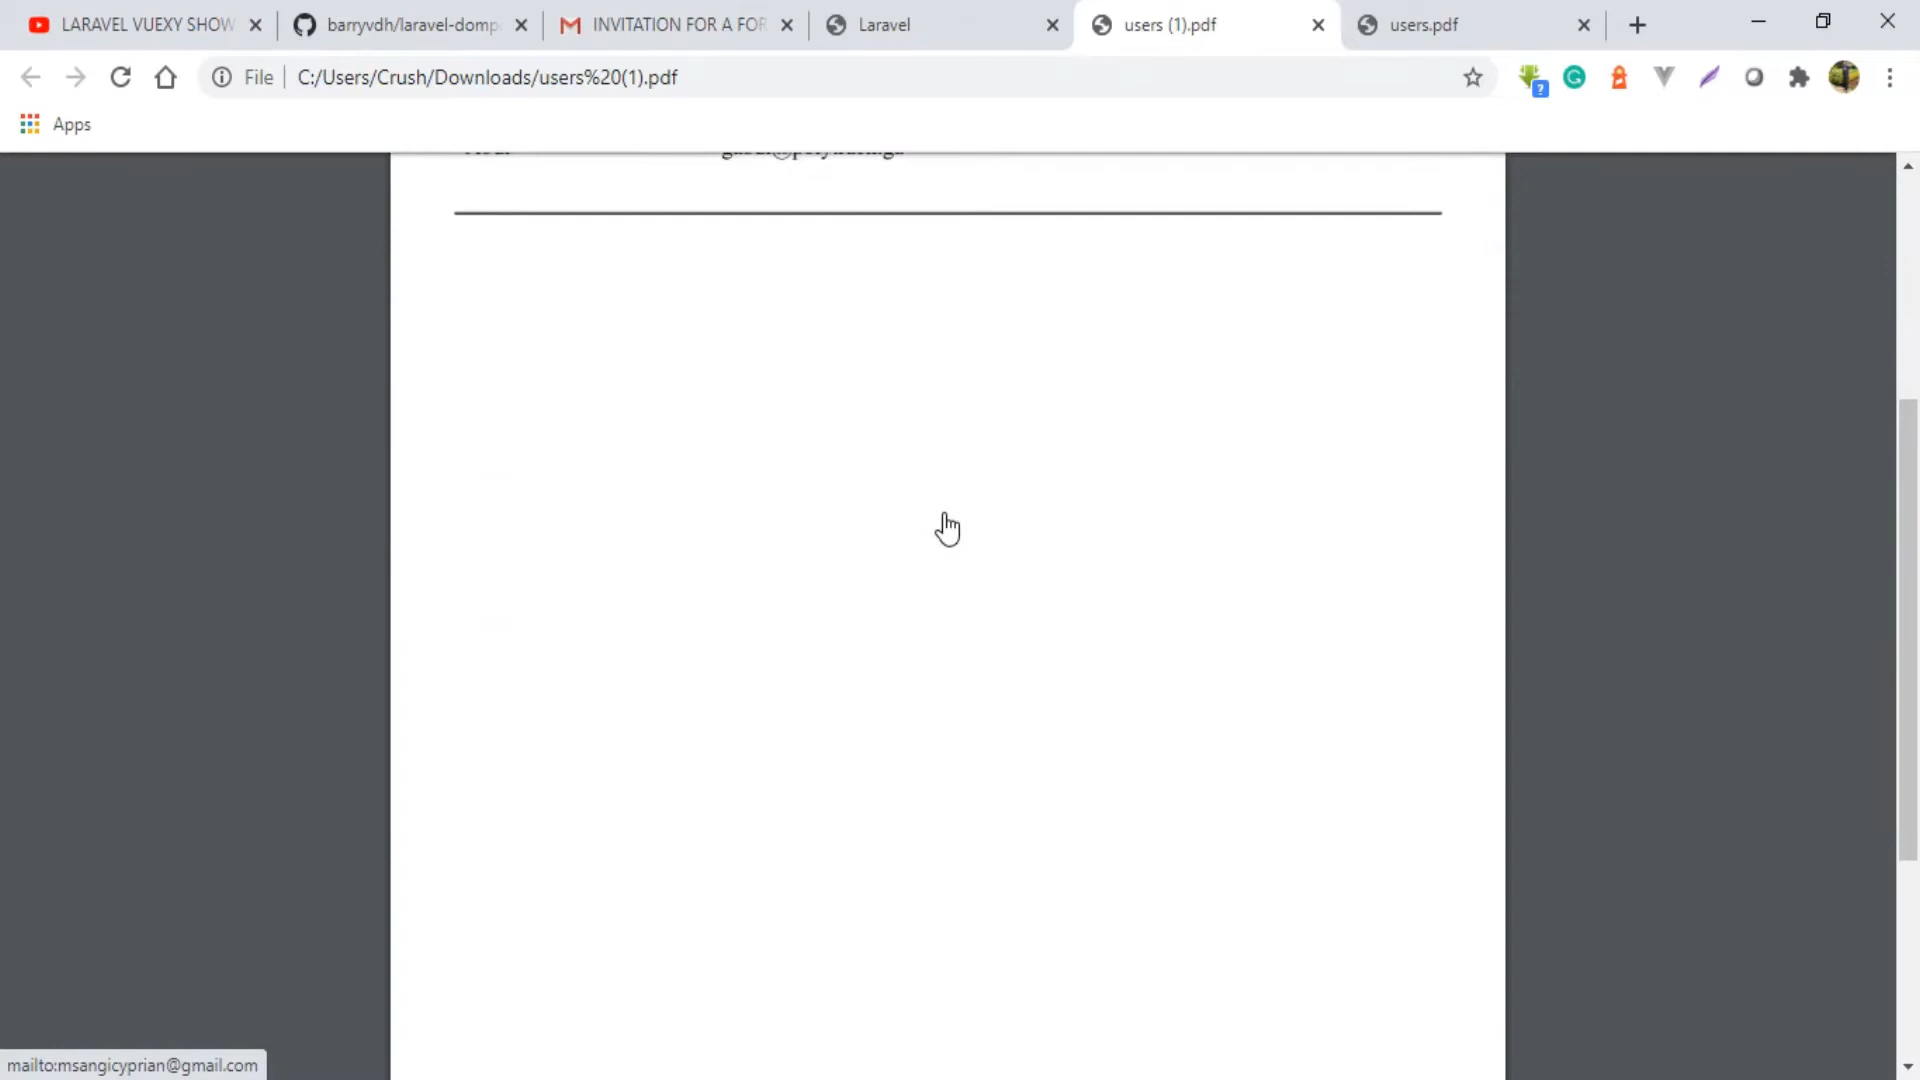 LARAVEL VUEXY SHOW
barryvdh/laravel-domp
INVITATION FOR A FOR
Laravel
users (1).pdf
users.pdf
File
C:/Users/Crush/Downloads/users%20(1).pdf
?
Apps
mailto:msangicyprian@gmail.com